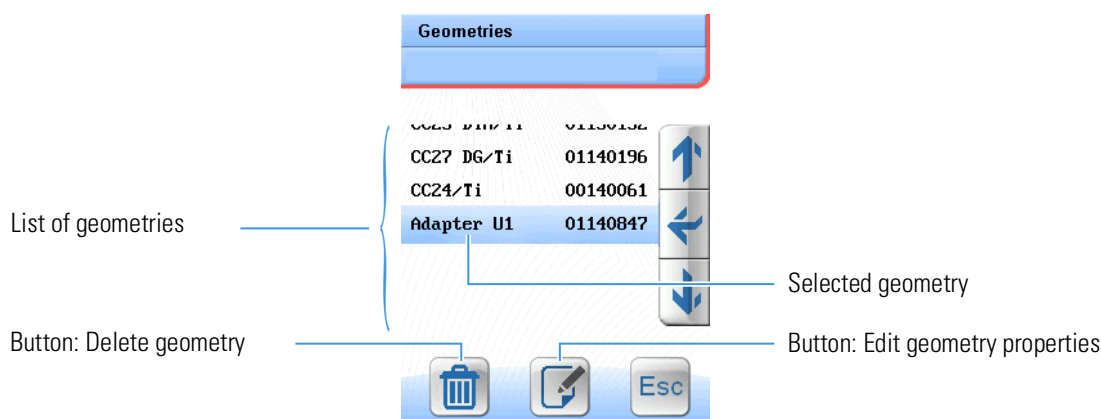 Geometries
CC27 DG/Ti 01140196
CC24/Ti 00140061
Adapter U1 01140847
List of geometries
Selected geometry
Button: Delete geometry
Button: Edit geometry properties
Esc